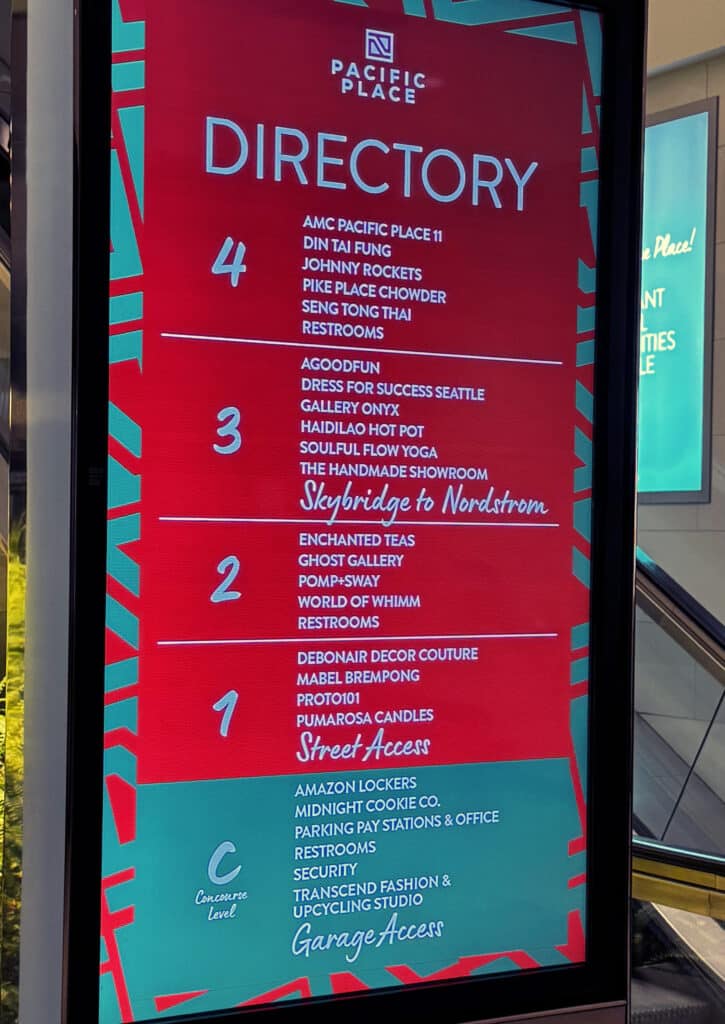 PACIFIC
PLACE
DIRECTORY
4
AMC PACIFIC PLACE 11
DIN TAI FUNG
JOHNNY ROCKETS
PIKE PLACE CHOWDER
SENG TONG THAI
RESTROOMS
3
AGOODFUN
DRESS FOR SUCCESS SEATTLE
GALLERY ONYX
HAIDILAO HOT POT
SOULFUL FLOW YOGA
THE HANDMADE SHOWROOM
Skybridge to Nordstrom
2
ENCHANTED TEAS
GHOST GALLERY
POMP+SWAY
WORLD OF WHIMM
RESTROOMS
1
DEBONAIR DECOR COUTURE
MABEL BREMPONG
PROTO101
PUMAROSA CANDLES
Street Access
C
Concourse
Level
AMAZON LOCKERS
MIDNIGHT COOKIE CO.
PARKING PAY STATIONS & OFFICE
RESTROOMS
SECURITY
TRANSCEND FASHION &
UPCYCLING STUDIO
Garage Access
Place!